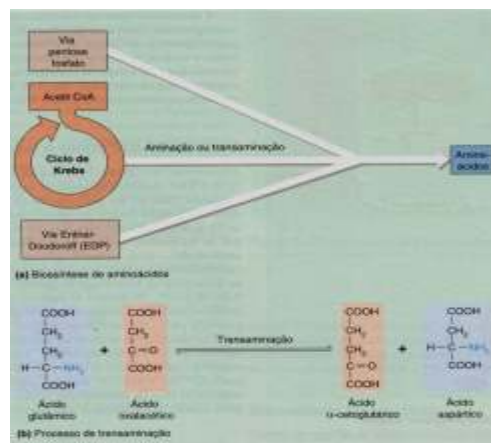 Via
pentose
fosfato
Acetil CoA
Ciclo de
Krebs
Aminação ou transaminação
Amino-
ácidos
Via Entner-
Doudoroff (EDP)
(a) Biossíntese de aminoácidos
COOH
CH₂
CH₂
H—C—NH₂
COOH
Ácido
glutâmico
+
COOH
CH₂
C=O
COOH
Ácido
oxalacético
Transaminação
COOH
CH₂
CH₂
C=O
COOH
Ácido
α-cetoglutárico
+
COOH
CH₂
H—C—NH₂
COOH
Ácido
aspártico
(b) Processo de transaminação